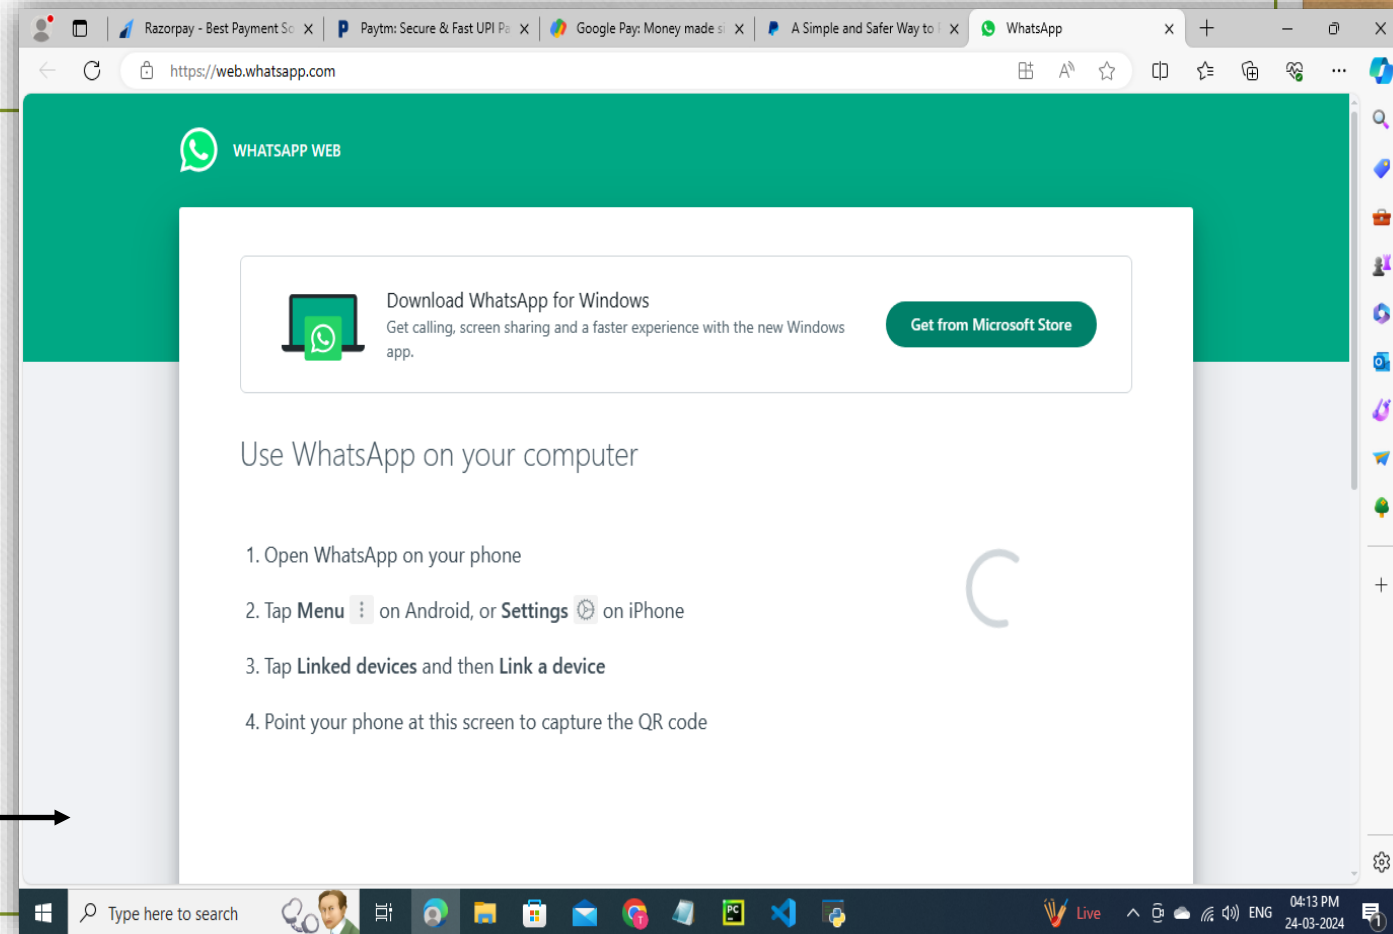 Razorpay - Best Payment So
Paytm: Secure & Fast UPI Pa
Google Pay: Money made si
A Simple and Safer Way to
WhatsApp
https://web.whatsapp.com
WHATSAPP WEB
Download WhatsApp for Windows
Get calling, screen sharing and a faster experience with the new Windows
app.
Get from Microsoft Store
Use WhatsApp on your computer
1. Open WhatsApp on your phone
2. Tap Menu on Android, or Settings on iPhone
3. Tap Linked devices and then Link a device
4. Point your phone at this screen to capture the QR code
Type here to search
PC
Live
ENG
04:13 PM
24-03-2024
1